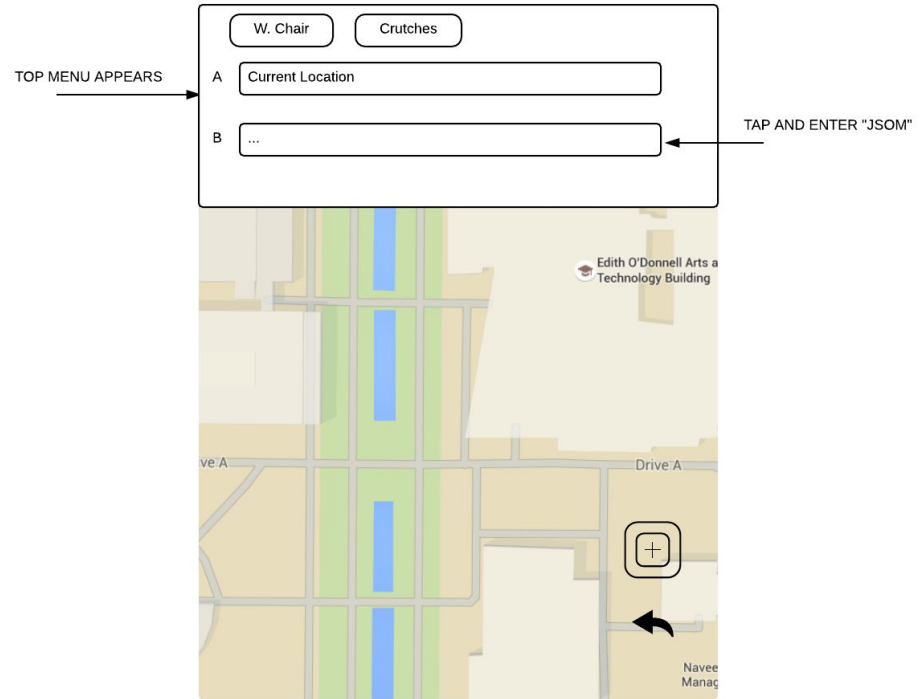 W. Chair
Crutches
TOP MENU APPEARS
A
Current Location
TAP AND ENTER "JSOM"
B
...
Edith O'Donnell Arts a
Technology Building
ve A
Drive A
Navee
Manag